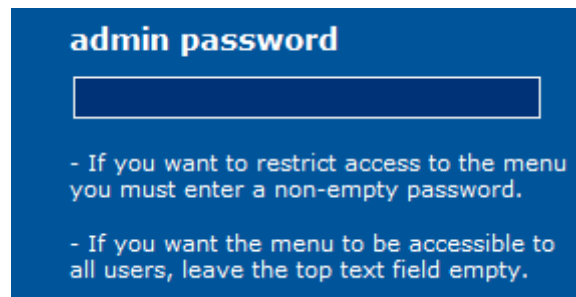 admin password
- If you want to restrict access to the menu
you must enter a non-empty password.
- If you want the menu to be accessible to
all users, leave the top text field empty.